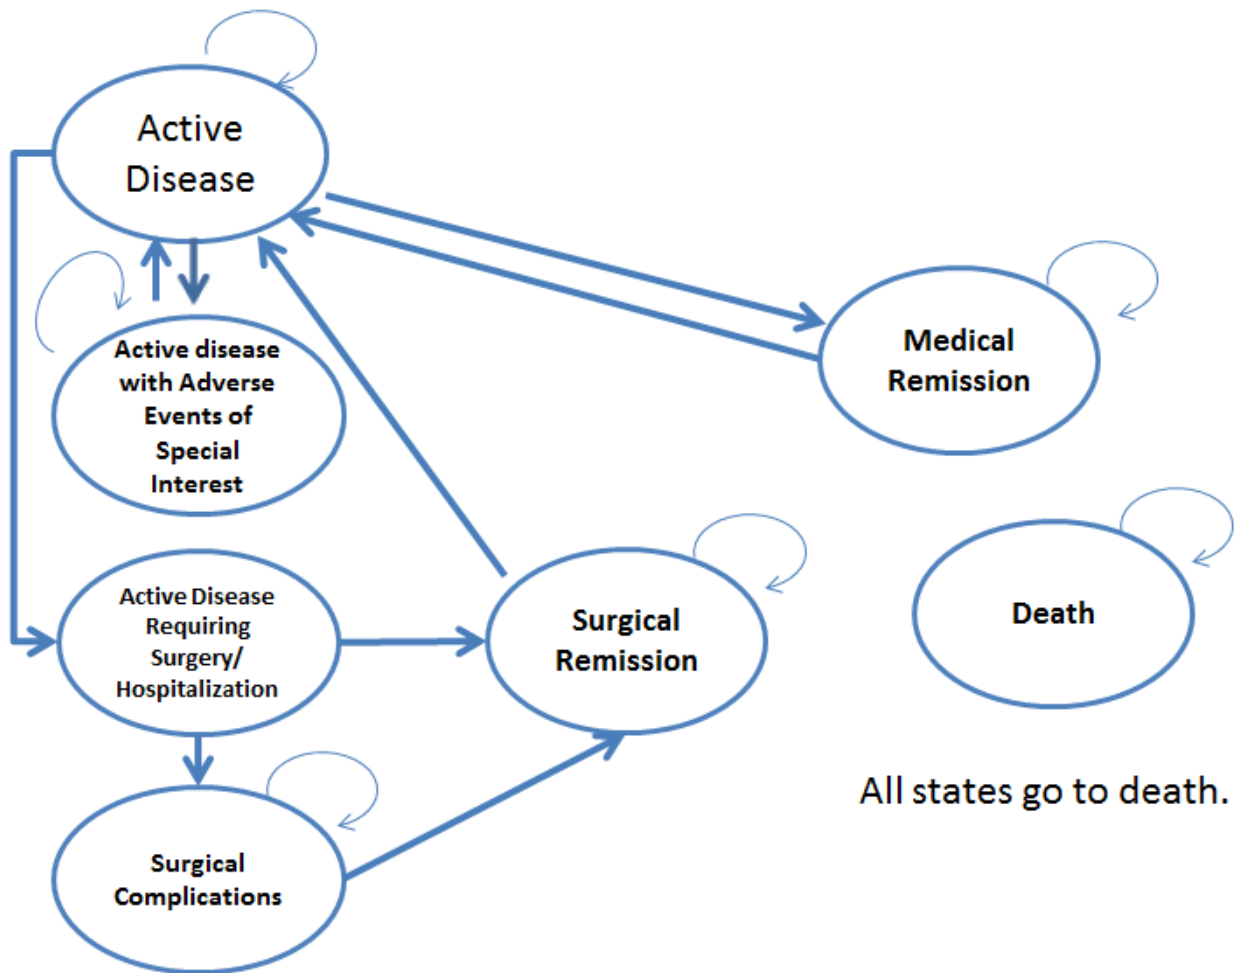 Active
Disease
Active disease
with Adverse
Events of
Special
Interest
Medical
Remission
Active Disease
Requiring
Surgery/
Hospitalization
Surgical
Remission
Death
All states go to death.
Surgical
Complications